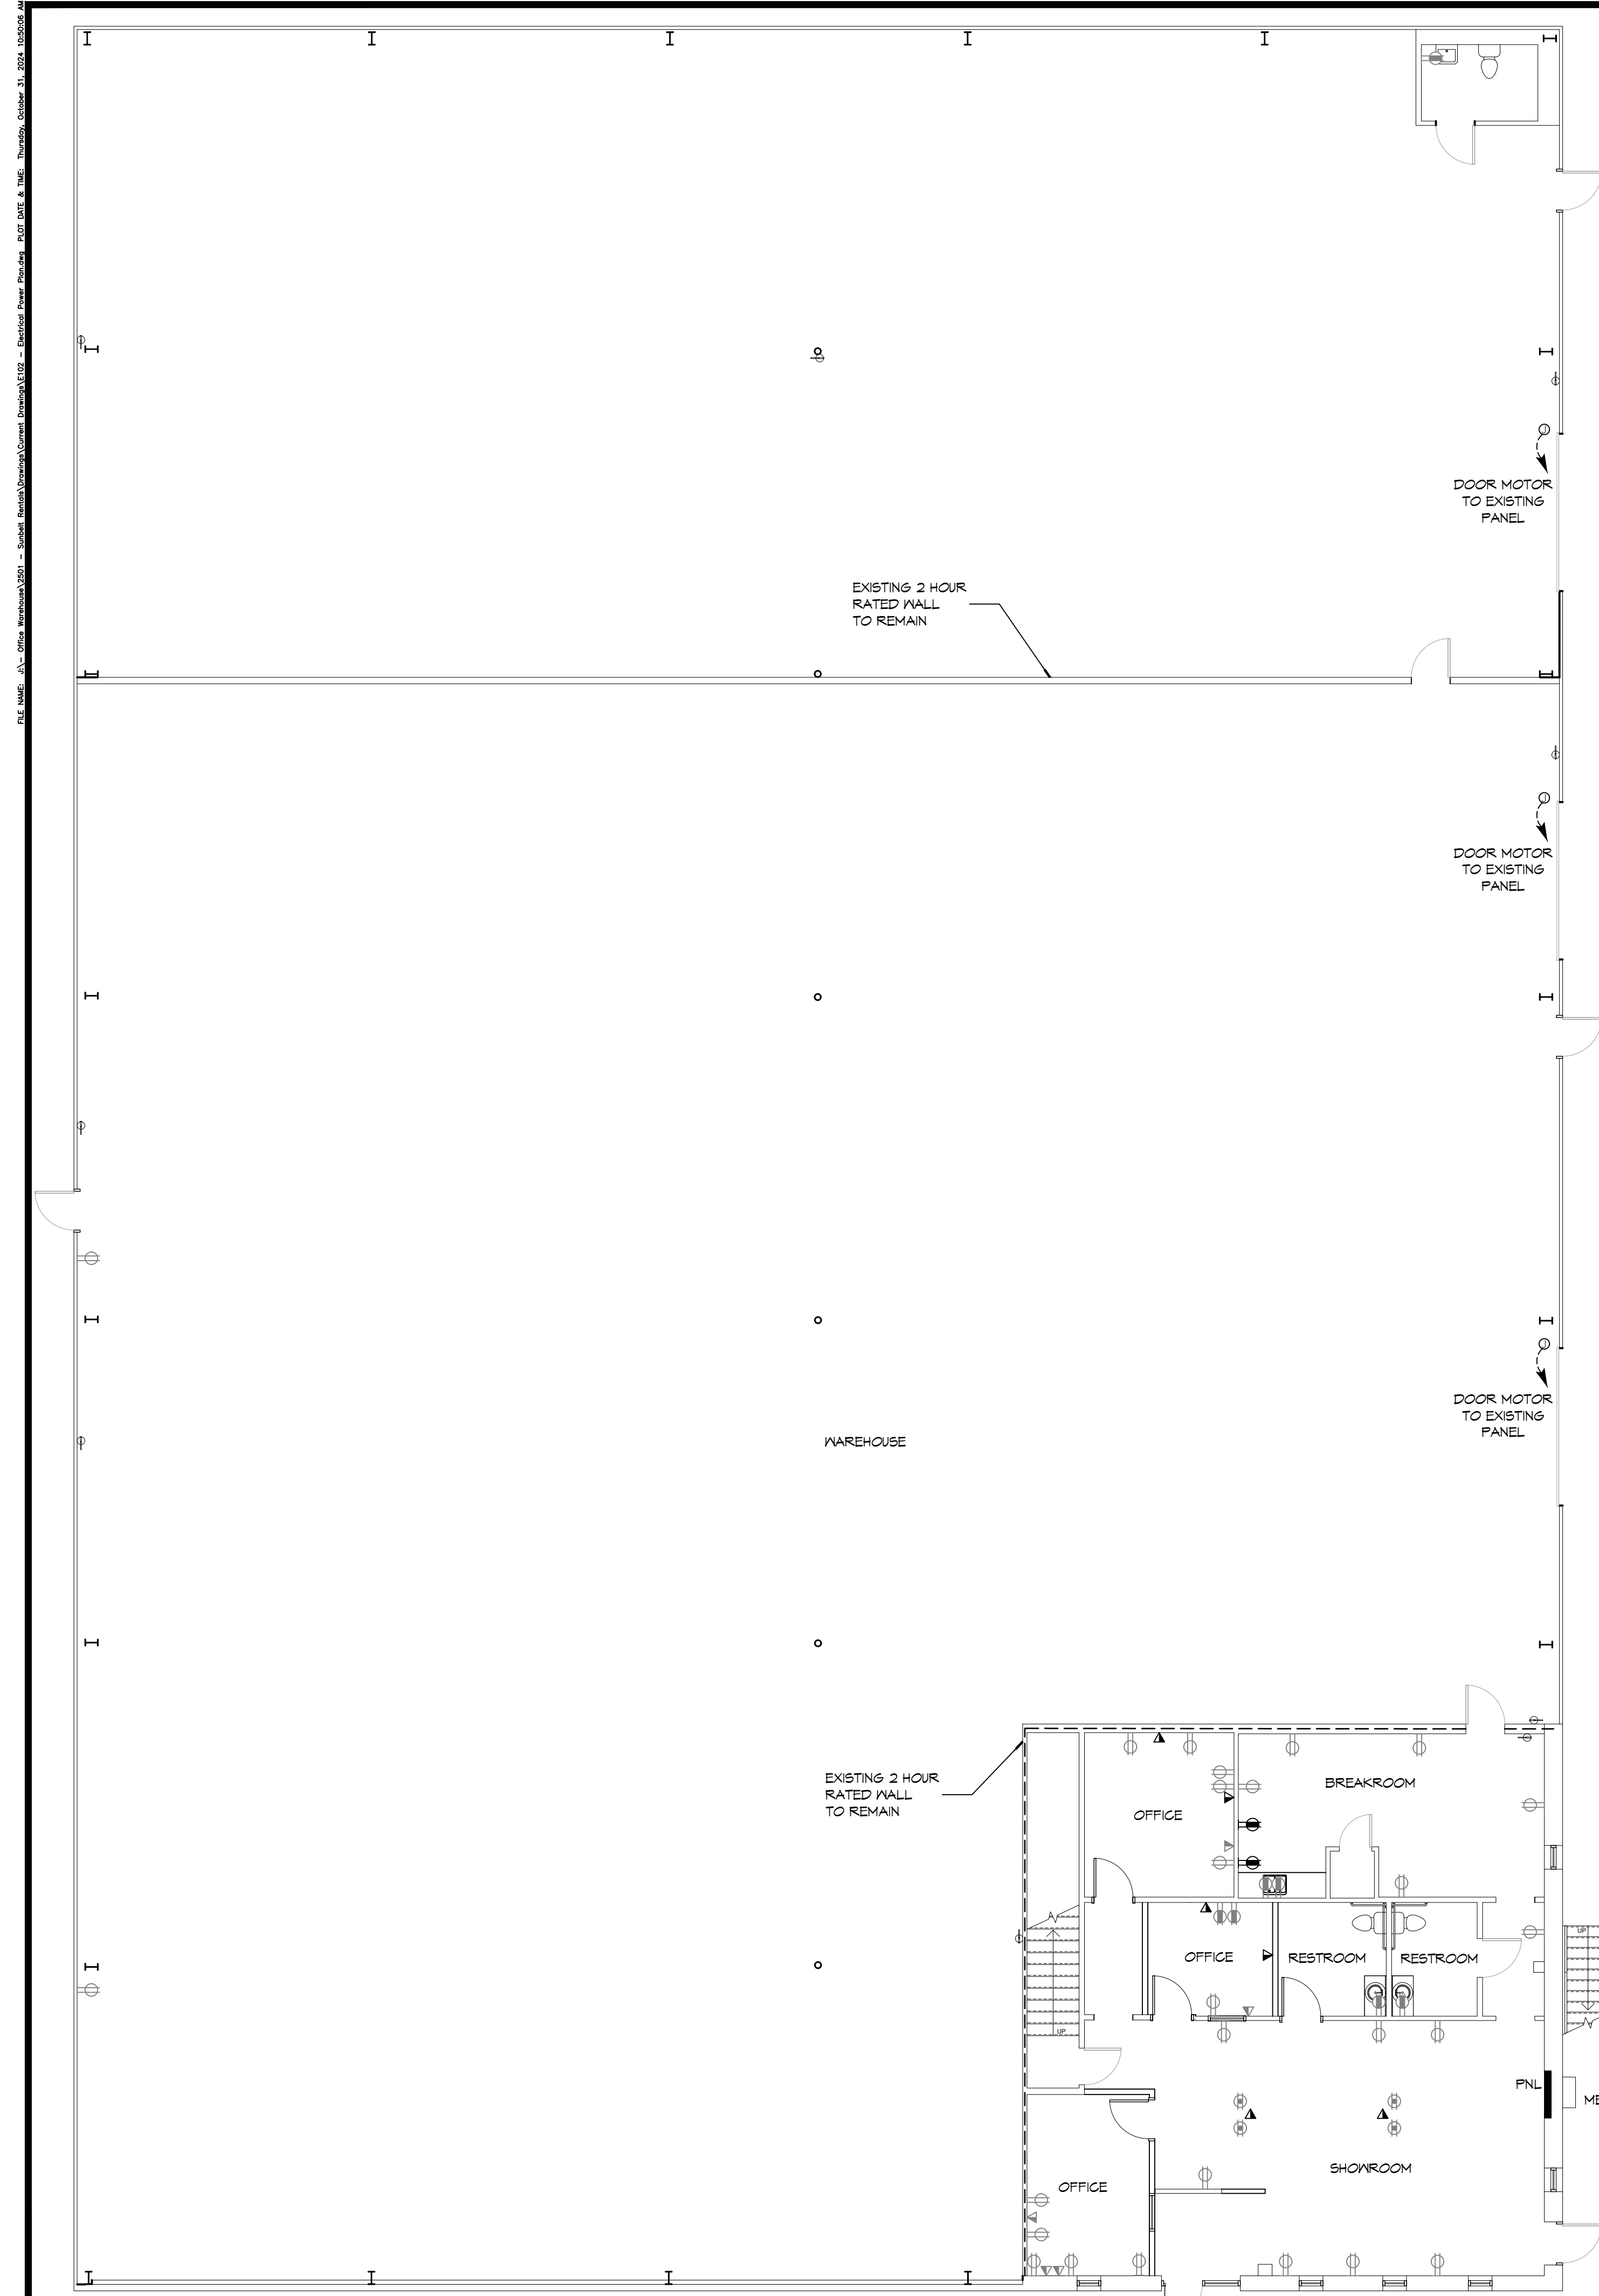 FILE NAME: J:\- Office Warehouse\2501 - Sunbelt Rentals\Drawings\Current Drawings\E102 - Electrical Power Plan.dwg PLOT DATE & TIME: Thursday, October 31, 2024 10:50:06 AM
DOOR MOTOR
TO EXISTING
PANEL
EXISTING 2 HOUR
RATED WALL
TO REMAIN
DOOR MOTOR
TO EXISTING
PANEL
DOOR MOTOR
TO EXISTING
PANEL
WAREHOUSE
EXISTING 2 HOUR
RATED WALL
TO REMAIN
BREAKROOM
OFFICE
UP
OFFICE
RESTROOM
RESTROOM
UP
PNL
SHOWROOM
OFFICE